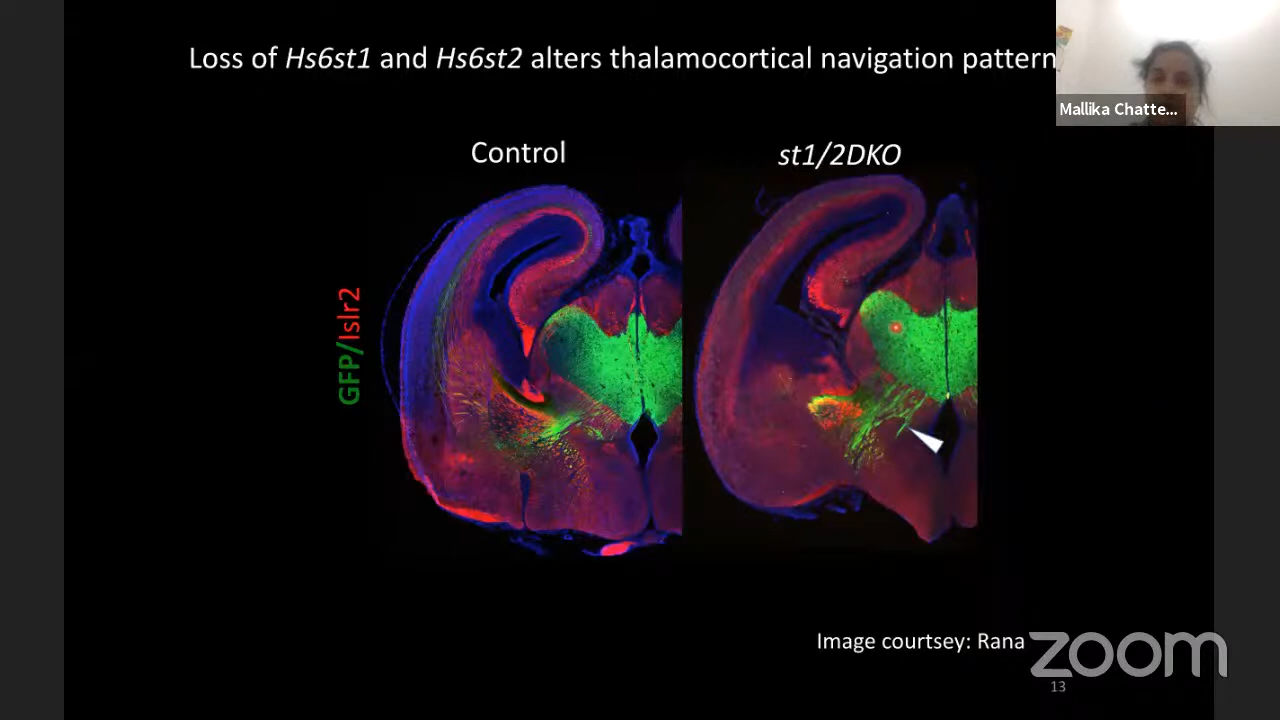 Loss of Hs6st1 and Hs6st2 alters thalamocortical navigation pattern
Mallika Chatte...
Control
st1/2DKO
GFP/Islr2
Image courtsey: Rana
zoom
13